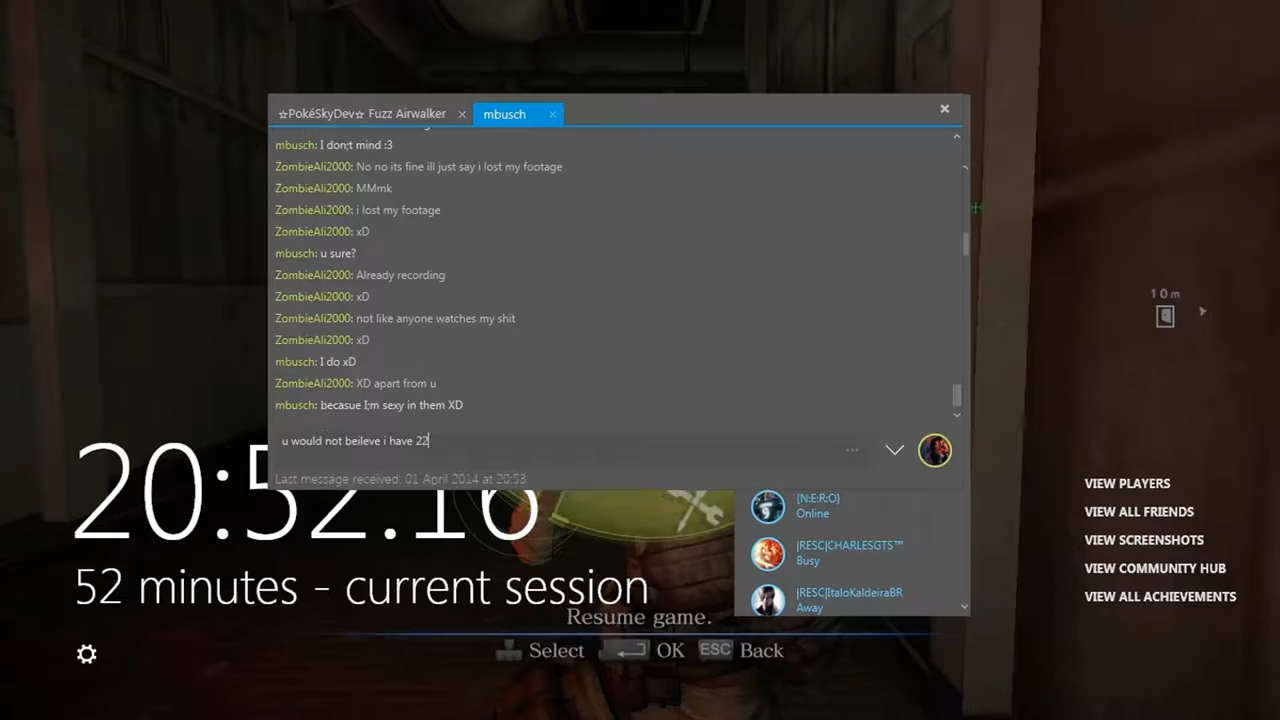 ☆PokéSkyDev☆ Fuzz Airwalker
mbusch
mbusch: I don;t mind :3
ZombieAli2000: No no its fine ill just say i lost my footage
ZombieAli2000: MMmk
ZombieAli2000: i lost my footage
ZombieAli2000: xD
mbusch: u sure?
ZombieAli2000: Already recording
ZombieAli2000: xD
ZombieAli2000: not like anyone watches my shit
ZombieAli2000: xD
mbusch: I do xD
ZombieAli2000: XD apart from u
mbusch: becasue I;m sexy in them XD
u would not beileve i have 22
Last message received: 01 April 2014 at 20:53
20:52:16
52 minutes - current session
{N:E:R:O}
Online
|RESC|CHARLESGTS™
Busy
|RESC|ItaloKaldeiraBR
Away
10m
VIEW PLAYERS
VIEW ALL FRIENDS
VIEW SCREENSHOTS
VIEW COMMUNITY HUB
VIEW ALL ACHIEVEMENTS
Resume game.
Select
OK
ESC Back